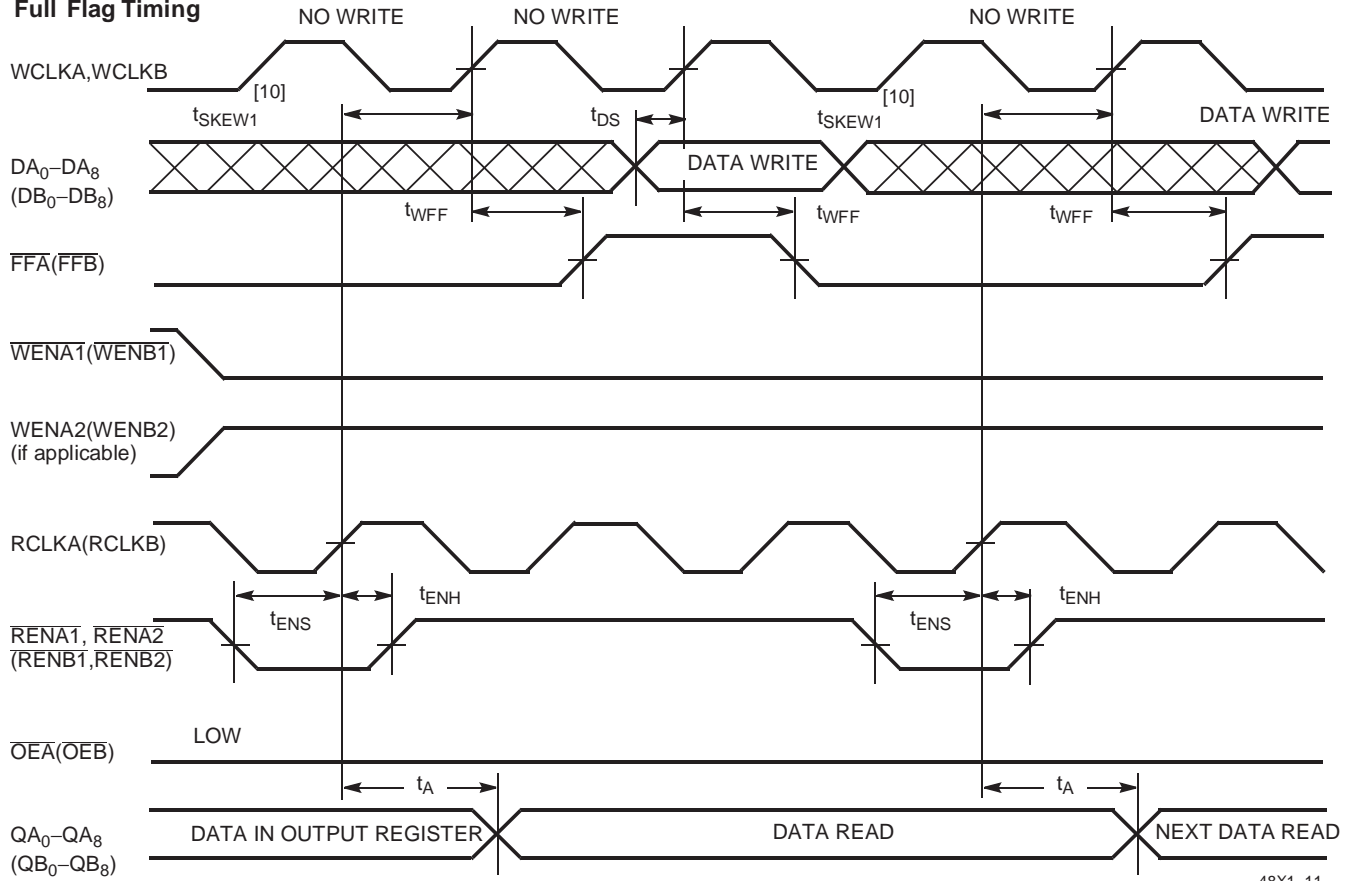 Full Flag Timing
NO WRITE
NO WRITE
NO WRITE
WCLKA,WCLKB
[10]
tSKEW1
tDS
[10]
tSKEW1
DATA WRITE
DA0–DA8
(DB0–DB8)
DATA WRITE
tWFF
tWFF
tWFF
FFA(FFB)
WENA1(WENB1)
WENA2(WENB2)
(if applicable)
RCLKA(RCLKB)
tENS
tENH
tENS
tENH
RENA1, RENA2
(RENB1,RENB2)
LOW
OEA(OEB)
tA
tA
QA0–QA8
(QB0–QB8)
DATA IN OUTPUT REGISTER
DATA READ
NEXT DATA READ